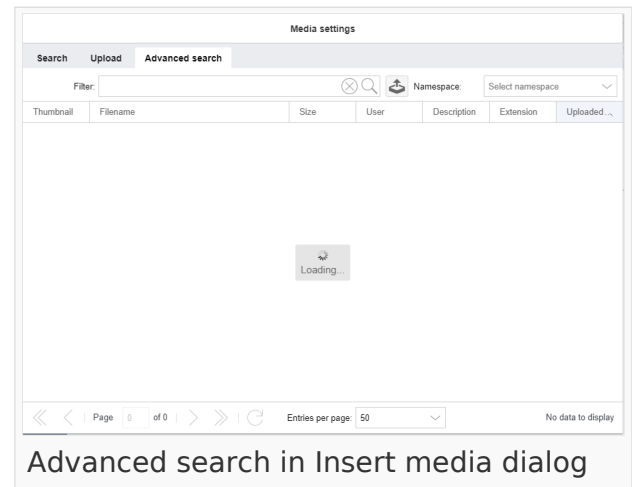 Media settings
Search Upload Advanced search
Filter: Namespace: Select namespace
Thumbnail Filename Size User Description Extension Uploaded...
Loading...
Page 0 of 0 Entries per page: 50 No data to display
Advanced search in Insert media dialog